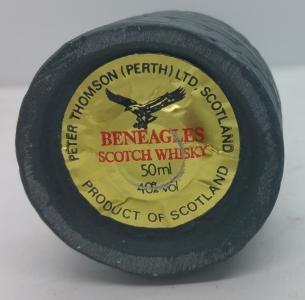 PETER THOMSON (PERTH) LTD, SCOTLAND
BENEAGLES
SCOTCH WHISKY
50ml
40% vol
PRODUCT OF SCOTLAND